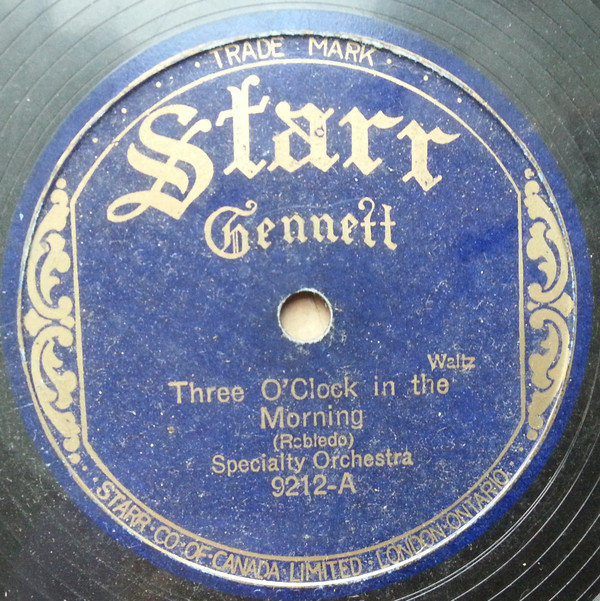 TRADE MARK
Starr
Gennett
Waltz
Three O'Clock in the
Morning
(Robledo)
Specialty Orchestra
9212-A
STARR·CO·OF·CANADA·LIMITED·LONDON·ONTARIO·